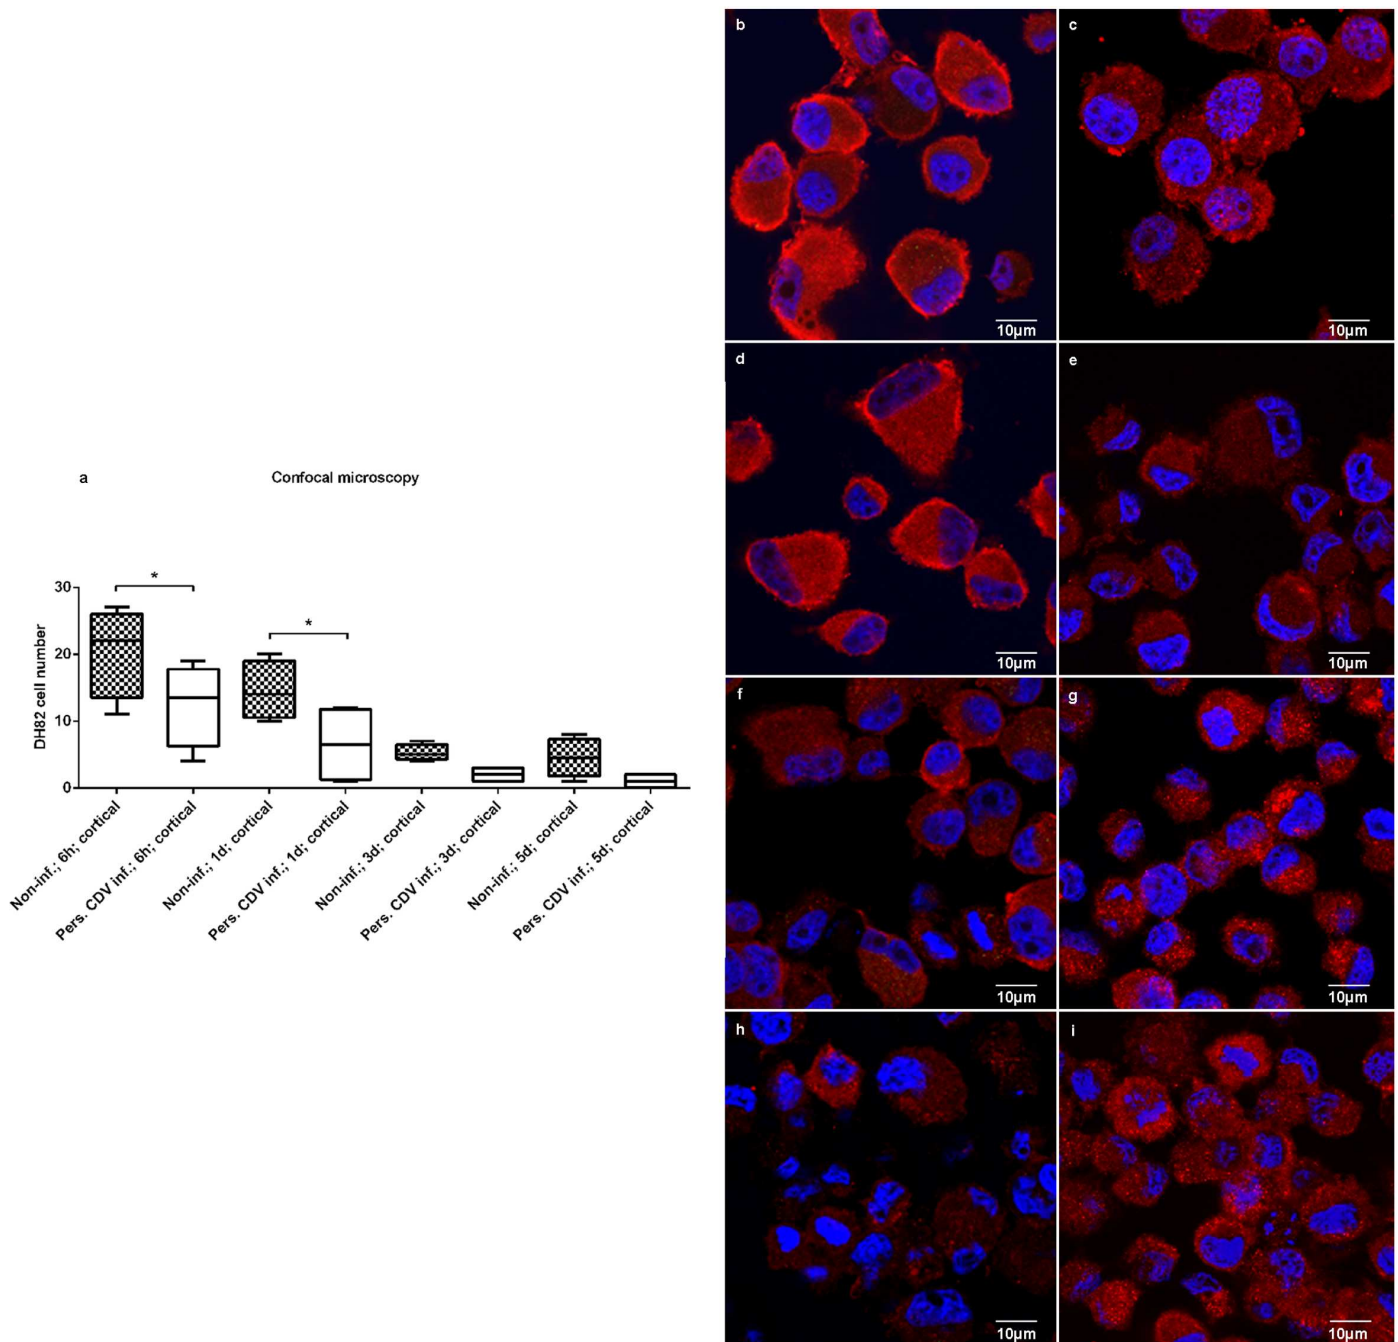 a
Confocal microscopy
DH82 cell number
30
20
10
0
*
*
Non-inf.; 6h; cortical
Pers. CDV inf.; 6h; cortical
Non-inf.; 1d; cortical
Pers. CDV inf.; 1d; cortical
Non-inf.; 3d; cortical
Pers. CDV inf.; 3d; cortical
Non-inf.; 5d; cortical
Pers. CDV inf.; 5d; cortical
b
10µm
c
10µm
d
10µm
e
10µm
f
10µm
g
10µm
h
10µm
i
10µm